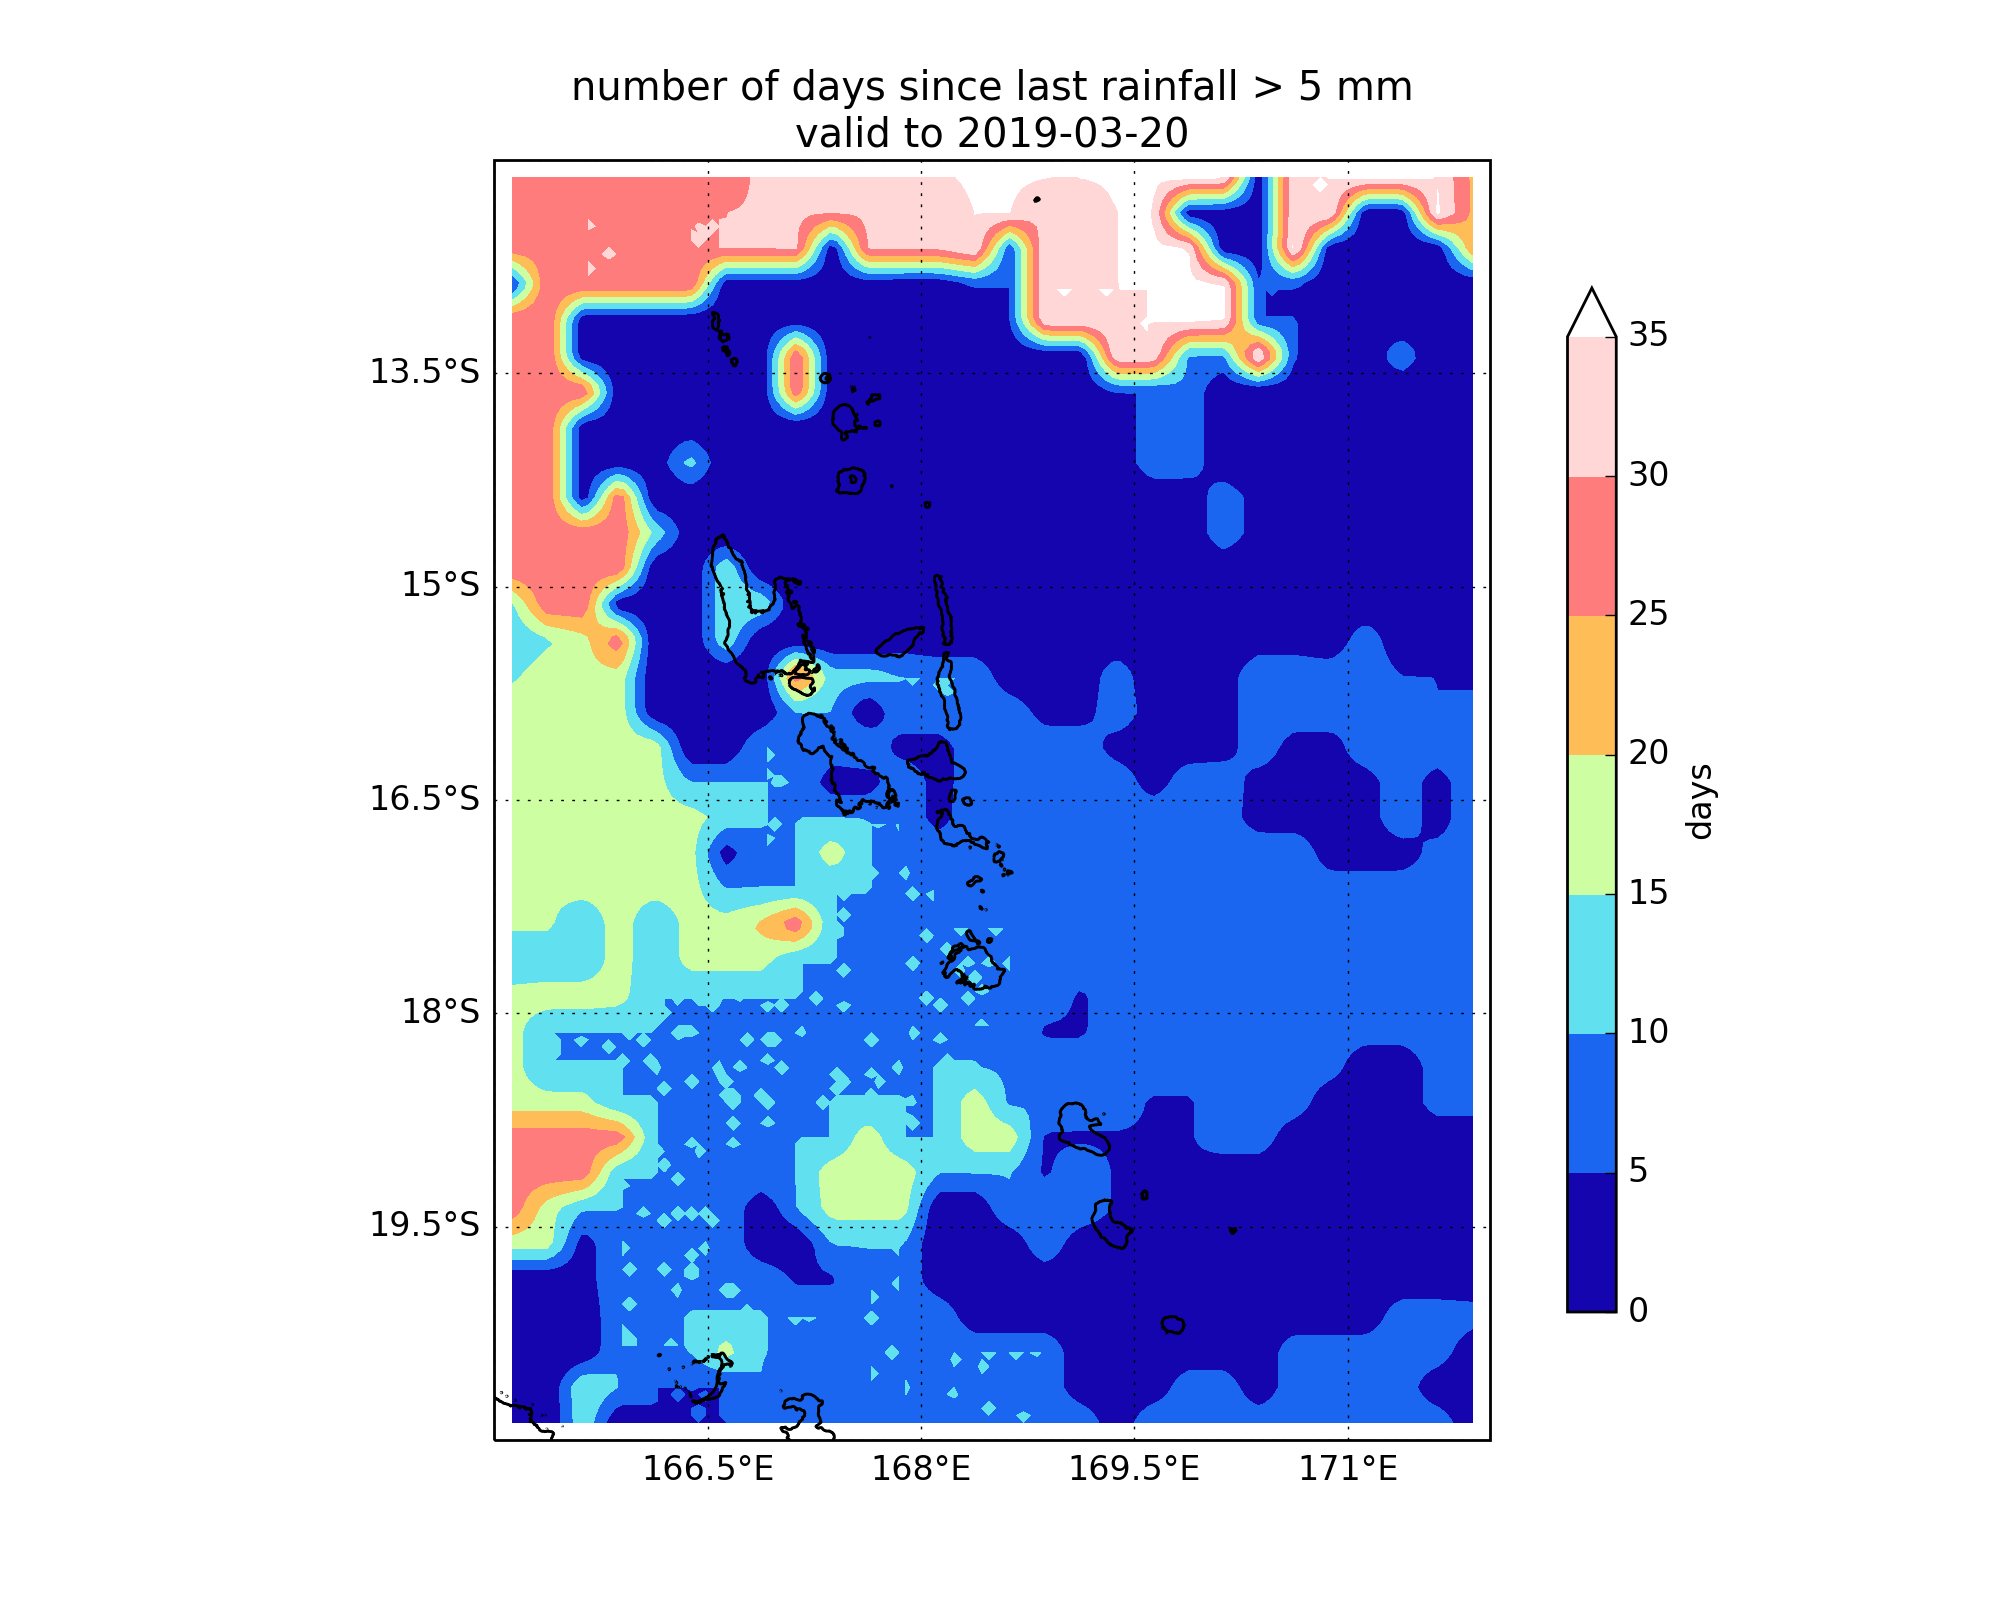 number of days since last rainfall > 5 mm
valid to 2019-03-20
13.5°S
15°S
16.5°S
18°S
19.5°S
166.5°E
168°E
169.5°E
171°E
35
30
25
20
15
10
5
0
days